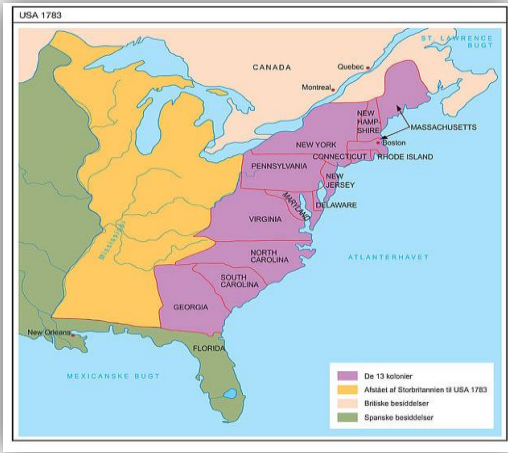 USA 1783
ST. LAWRENCE
BUGT
CANADA
Quebec
Montreal
NEW
HAMP-
SHIRE
MASSACHUSETTS
Boston
NEW YORK
CONNECTICUT
RHODE ISLAND
PENNSYLVANIA
NEW
JERSEY
MARYLAND
DELAWARE
VIRGINIA
Mississippi
NORTH
CAROLINA
ATLANTERHAVET
SOUTH
CAROLINA
GEORGIA
New Orleans
FLORIDA
MEXICANSKE BUGT
De 13 kolonier
Afstået af Storbritannien til USA 1783
Britiske besiddelser
Spanske besiddelser